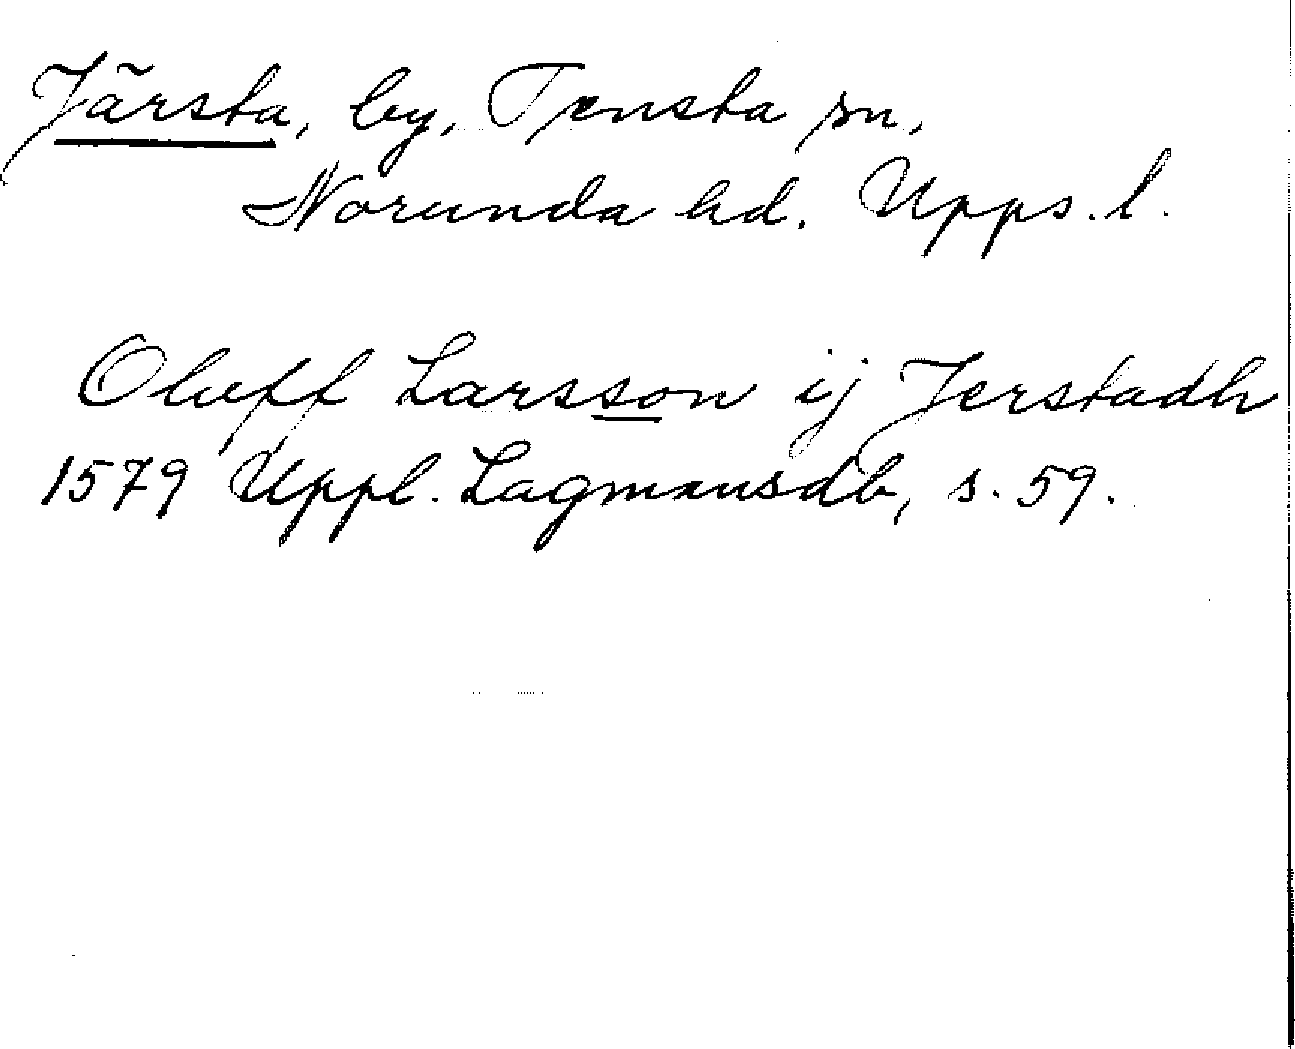 Järsta, by, Tensta sn,
Norunda hd. Upps. l.
Oluff Larsson ij Jerstadh
1579 Uppl. Lagmansdb, s. 59.